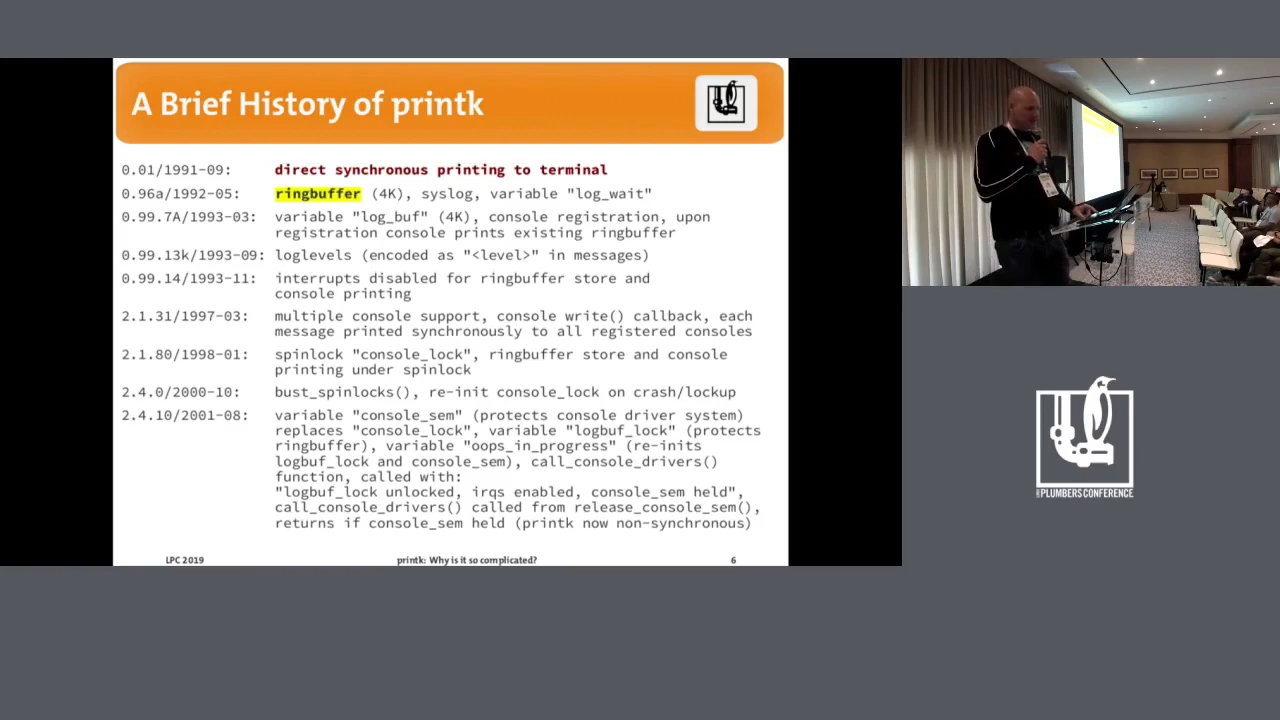 A Brief History of printk
0.01/1991-09: direct synchronous printing to terminal
0.96a/1992-05: ringbuffer (4K), syslog, variable "log_wait"
0.99.7A/1993-03: variable "log_buf" (4K), console registration, upon
registration console prints existing ringbuffer
0.99.13k/1993-09: loglevels (encoded as "<level>" in messages)
0.99.14/1993-11: interrupts disabled for ringbuffer store and
console printing
2.1.31/1997-03: multiple console support, console write() callback, each
message printed synchronously to all registered consoles
2.1.80/1998-01: spinlock "console_lock", ringbuffer store and console
printing under spinlock
2.4.0/2000-10: bust_spinlocks(), re-init console_lock on crash/lockup
2.4.10/2001-08: variable "console_sem" (protects console driver system)
replaces "console_lock", variable "logbuf_lock" (protects
ringbuffer), variable "oops_in_progress" (re-inits
logbuf_lock and console_sem), call_console_drivers()
function, called with:
"logbuf_lock unlocked, irqs enabled, console_sem held",
call_console_drivers() called from release_console_sem(),
returns if console_sem held (printk now non-synchronous)
LPC 2019 printk: Why is it so complicated? 6
PLUMBERS CONFERENCE